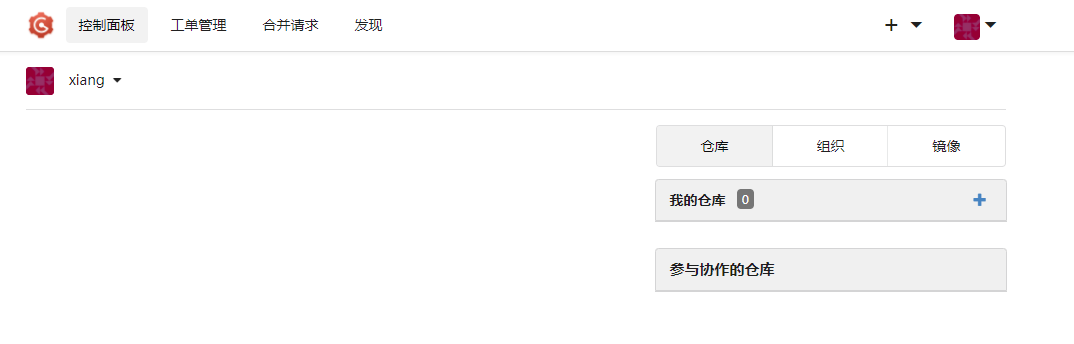 控制面板 工单管理 合并请求 发现
xiang
仓库 组织 镜像
我的仓库 0
参与协作的仓库